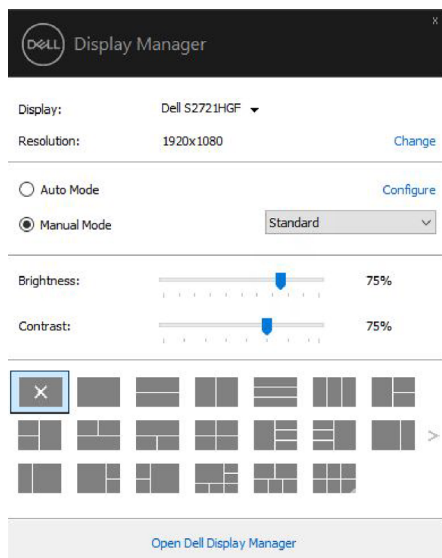 x
DELL Display Manager
Display: Dell S2721HGF
Resolution: 1920x1080 Change
Auto Mode Configure
Manual Mode Standard
Brightness: 75%
Contrast: 75%
>
Open Dell Display Manager